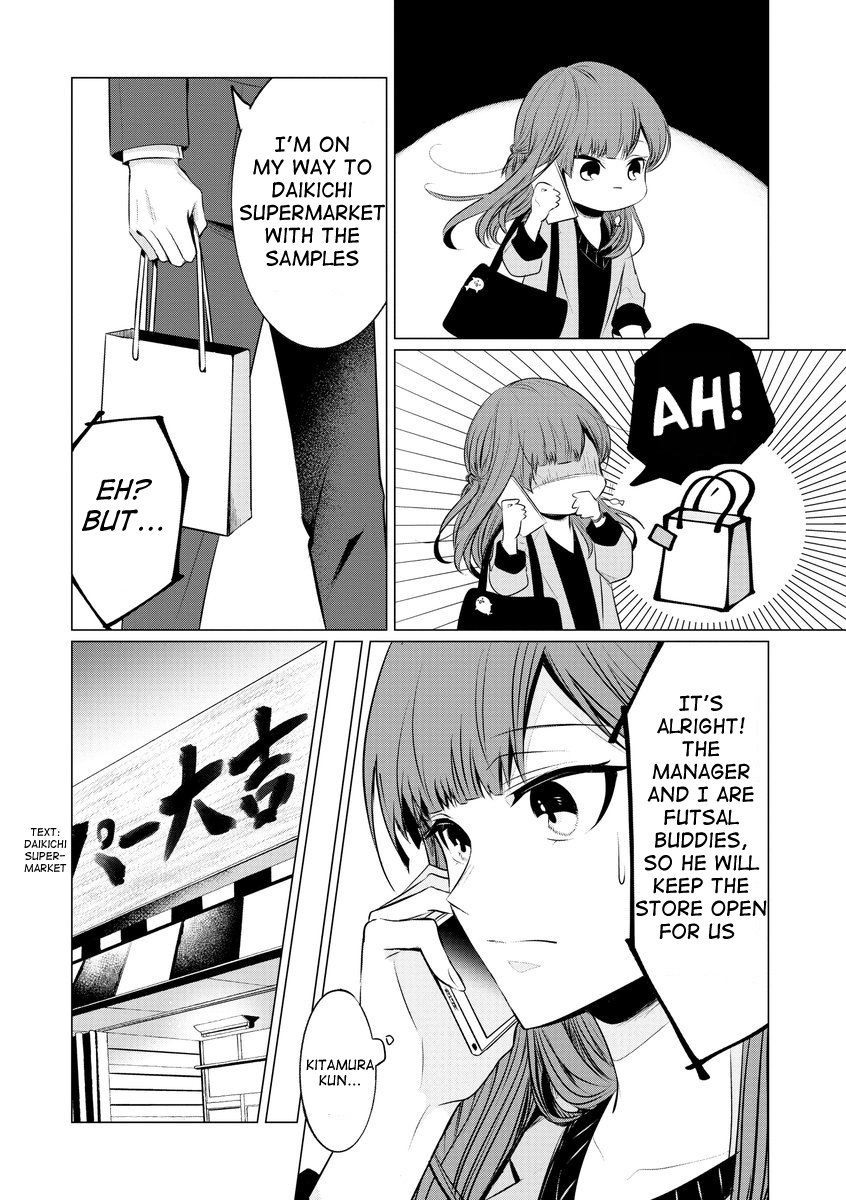 AH!
I'M ON
MY WAY TO
DAIKICHI
SUPERMARKET
WITH THE
SAMPLES
EH?
BUT...
IT'S
ALRIGHT!
THE
MANAGER
AND I ARE
FUTSAL
BUDDIES,
SO HE WILL
KEEP THE
STORE OPEN
FOR US
KITAMURA
KUN...
パー大吉
TEXT:
DAIKICHI
SUPER-
MARKET